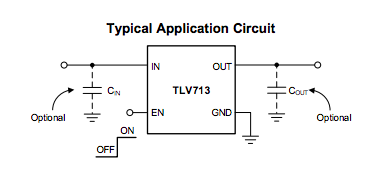 Typical Application Circuit
IN OUT
TLV713
CIN COUT
Optional Optional
EN GND
ON
OFF